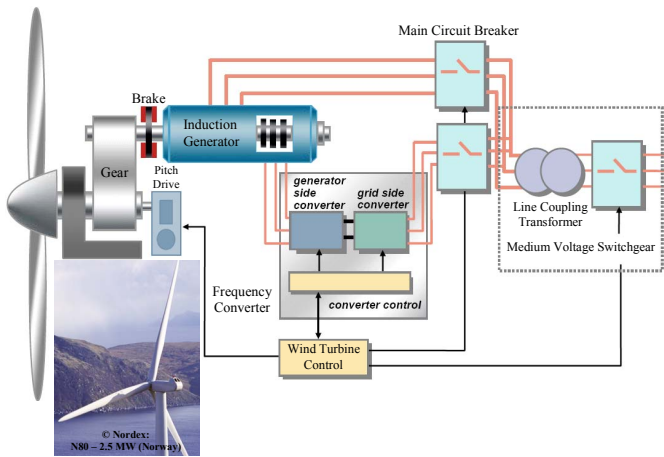 Main Circuit Breaker
Brake
Induction
Generator
Gear
Pitch
Drive
generator
side
converter
grid side
converter
Line Coupling
Transformer
Medium Voltage Switchgear
Frequency
Converter
converter control
Wind Turbine
Control
© Nordex:
N80 – 2.5 MW (Norway)